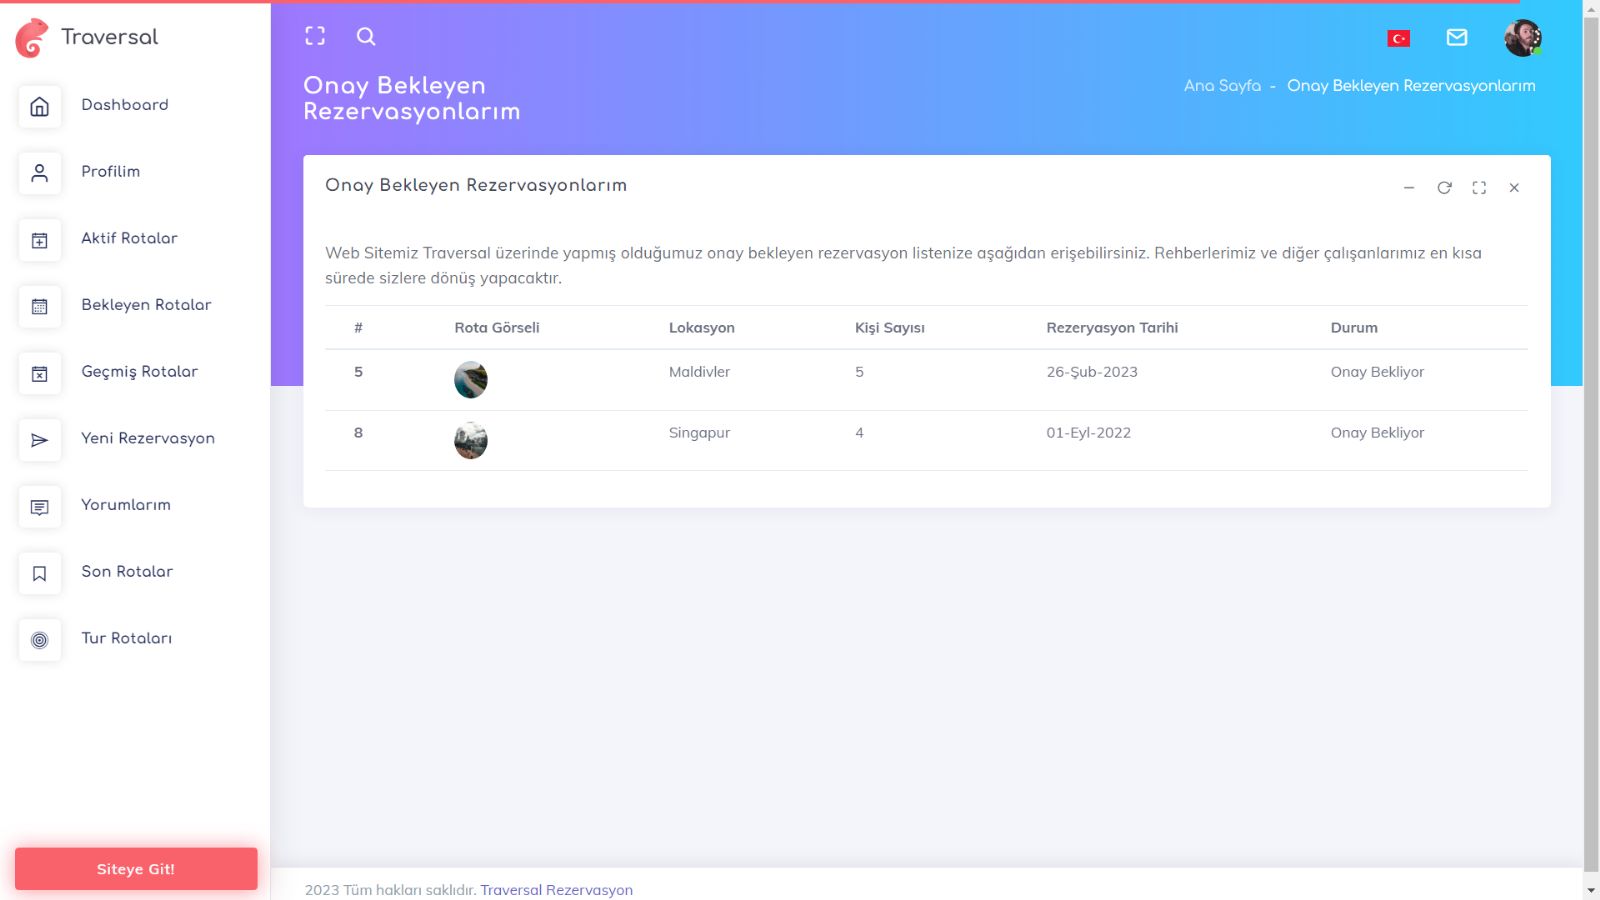 Traversal
Dashboard
Profilim
Aktif Rotalar
Bekleyen Rotalar
Geçmiş Rotalar
Yeni Rezervasyon
Yorumlarım
Son Rotalar
Tur Rotaları
Siteye Git!
Onay Bekleyen
Rezervasyonlarım
Ana Sayfa - Onay Bekleyen Rezervasyonlarım
Onay Bekleyen Rezervasyonlarım
Web Sitemiz Traversal üzerinde yapmış olduğumuz onay bekleyen rezervasyon listenize aşağıdan erişebilirsiniz. Rehberlerimiz ve diğer çalışanlarımız en kısa
sürede sizlere dönüş yapacaktır.
# Rota Görseli Lokasyon Kişi Sayısı Rezeryasyon Tarihi Durum
5 Maldivler 5 26-Şub-2023 Onay Bekliyor
8 Singapur 4 01-Eyl-2022 Onay Bekliyor
2023 Tüm hakları saklıdır. Traversal Rezervasyon